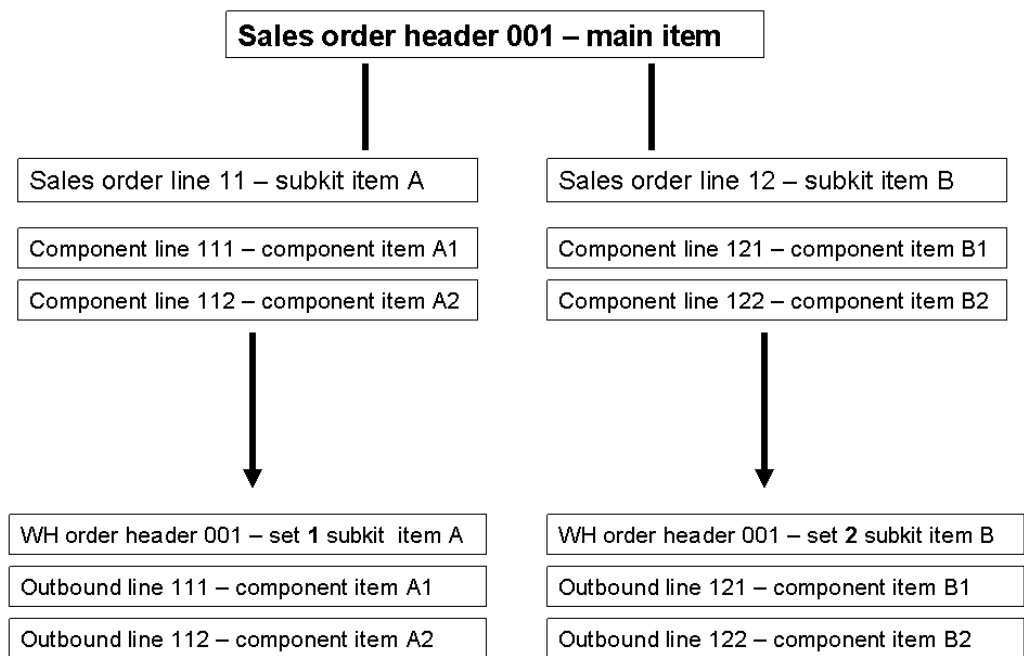 Sales order header 001 – main item
Sales order line 11 – subkit item A
Component line 111 – component item A1
Component line 112 – component item A2
Sales order line 12 – subkit item B
Component line 121 – component item B1
Component line 122 – component item B2
WH order header 001 – set 1 subkit item A
Outbound line 111 – component item A1
Outbound line 112 – component item A2
WH order header 001 – set 2 subkit item B
Outbound line 121 – component item B1
Outbound line 122 – component item B2